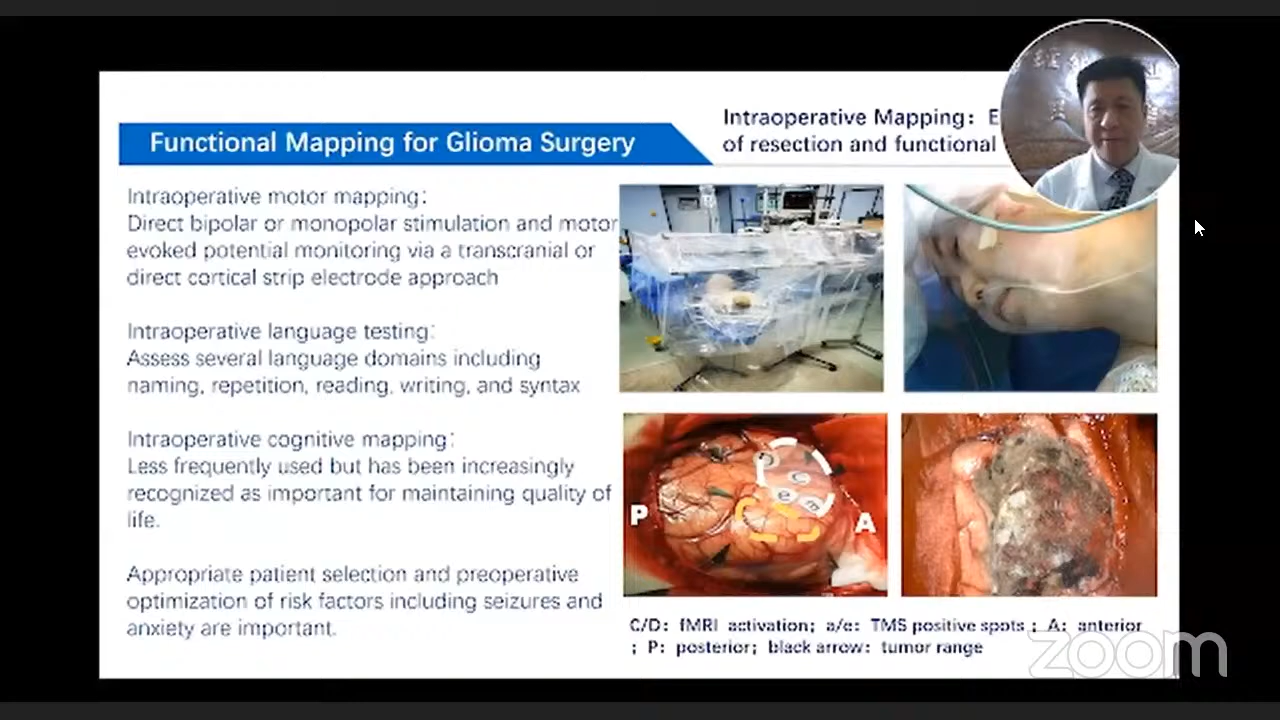 Functional Mapping for Glioma Surgery
Intraoperative Mapping: E
of resection and functional
Intraoperative motor mapping:
Direct bipolar or monopolar stimulation and motor
evoked potential monitoring via a transcranial or
direct cortical strip electrode approach
Intraoperative language testing:
Assess several language domains including
naming, repetition, reading, writing, and syntax
Intraoperative cognitive mapping:
Less frequently used but has been increasingly
recognized as important for maintaining quality of
life.
Appropriate patient selection and preoperative
optimization of risk factors including seizures and
anxiety are important.
P
A
C/D: fMRI activation; a/e: TMS positive spots ; A: anterior
; P: posterior; black arrow: tumor range
zoom